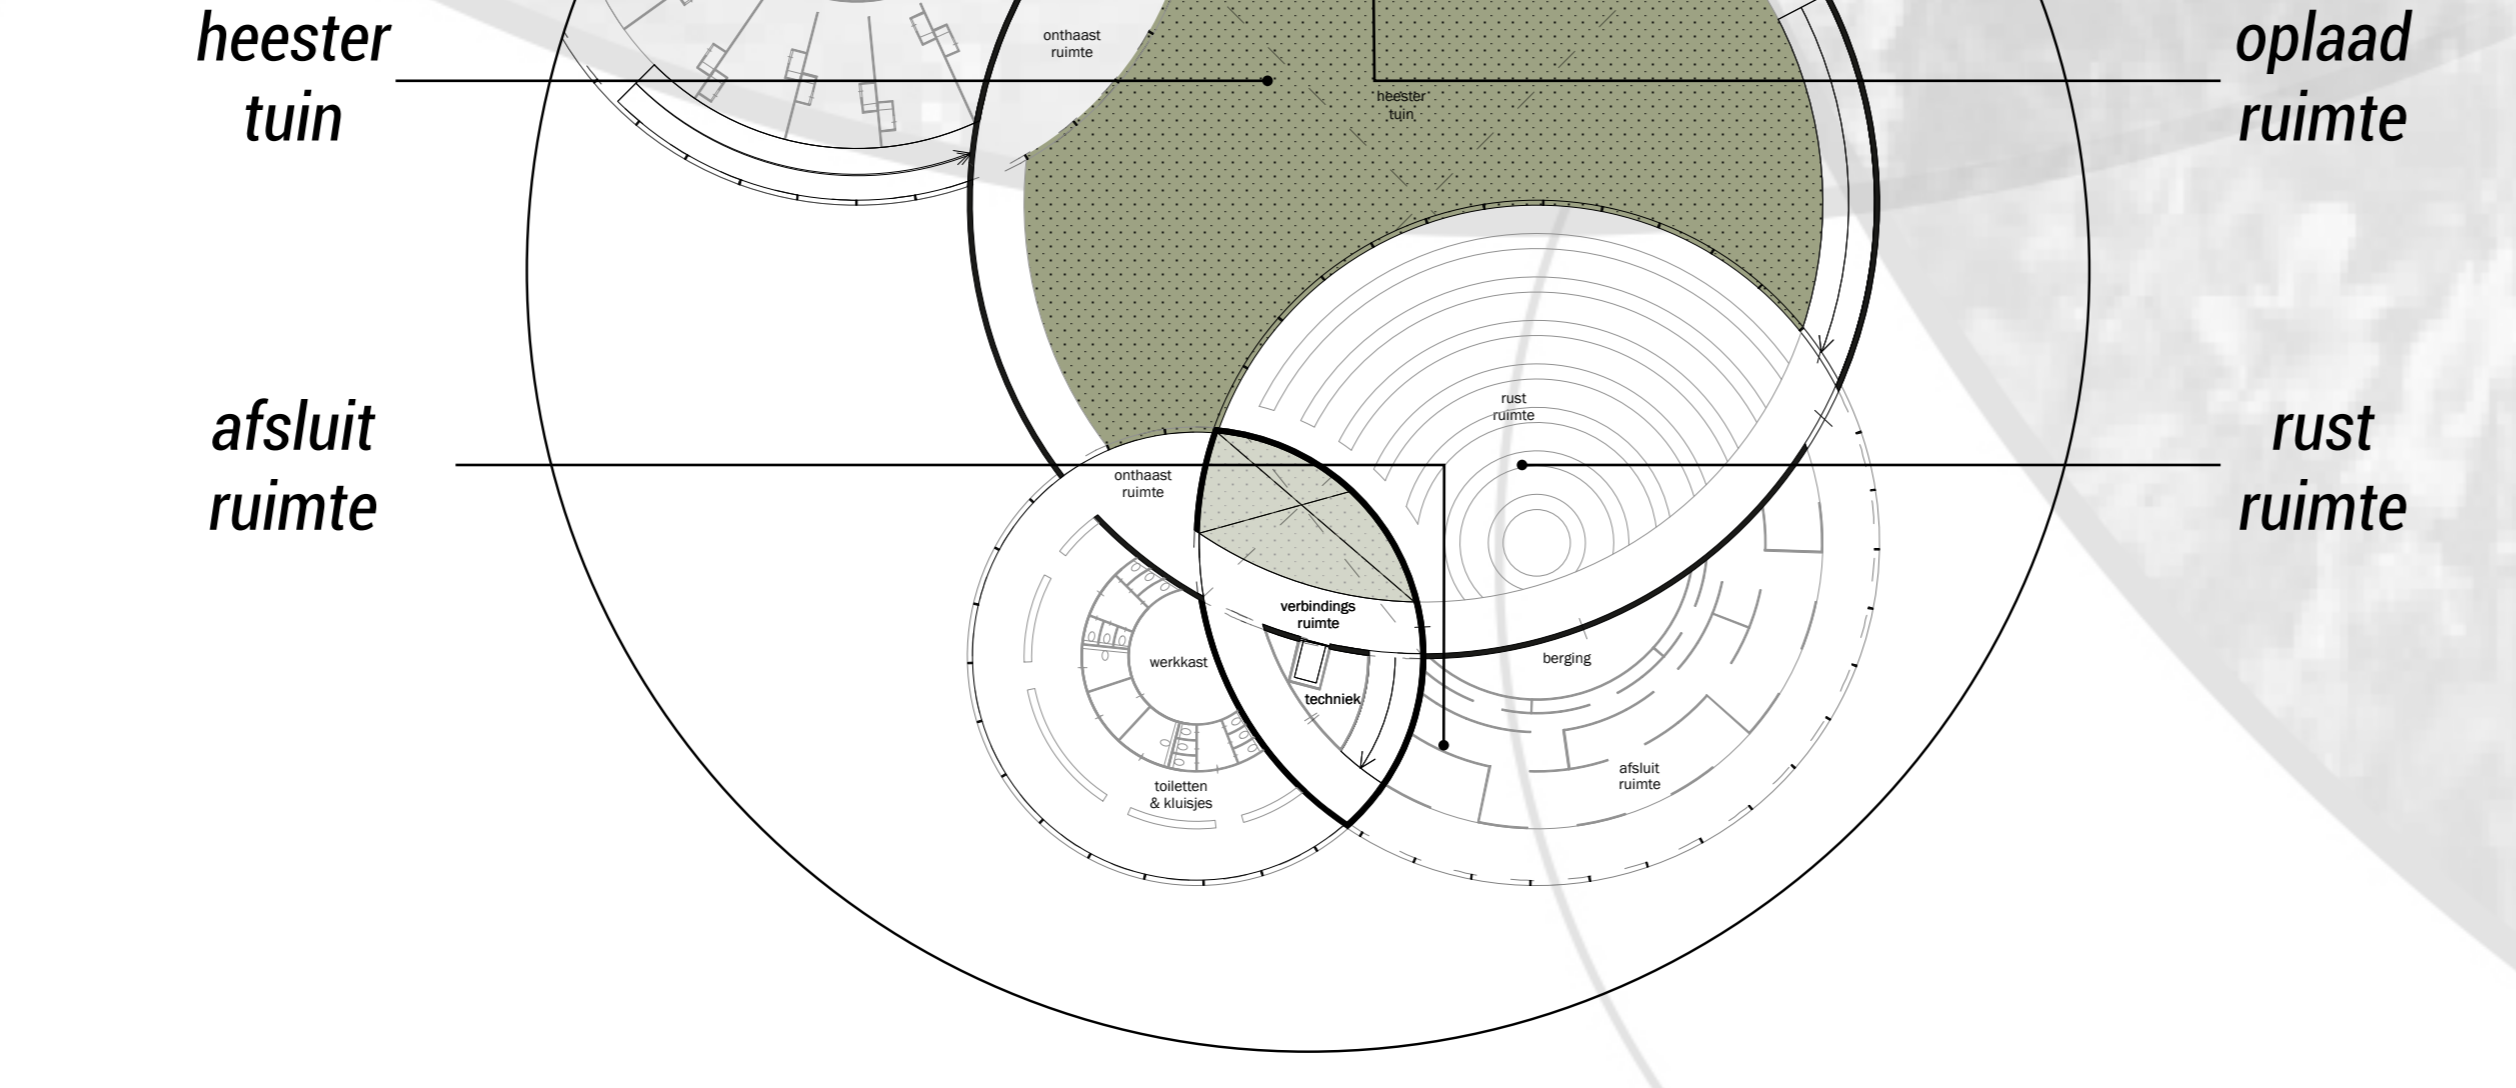 heester
tuin
oplaad
ruimte
onthaast
ruimte
heester
tuin
afsluit
ruimte
rust
ruimte
rust
ruimte
onthaast
ruimte
verbindings
ruimte
werkkast
berging
techniek
toiletten
& kluisjes
afsluit
ruimte